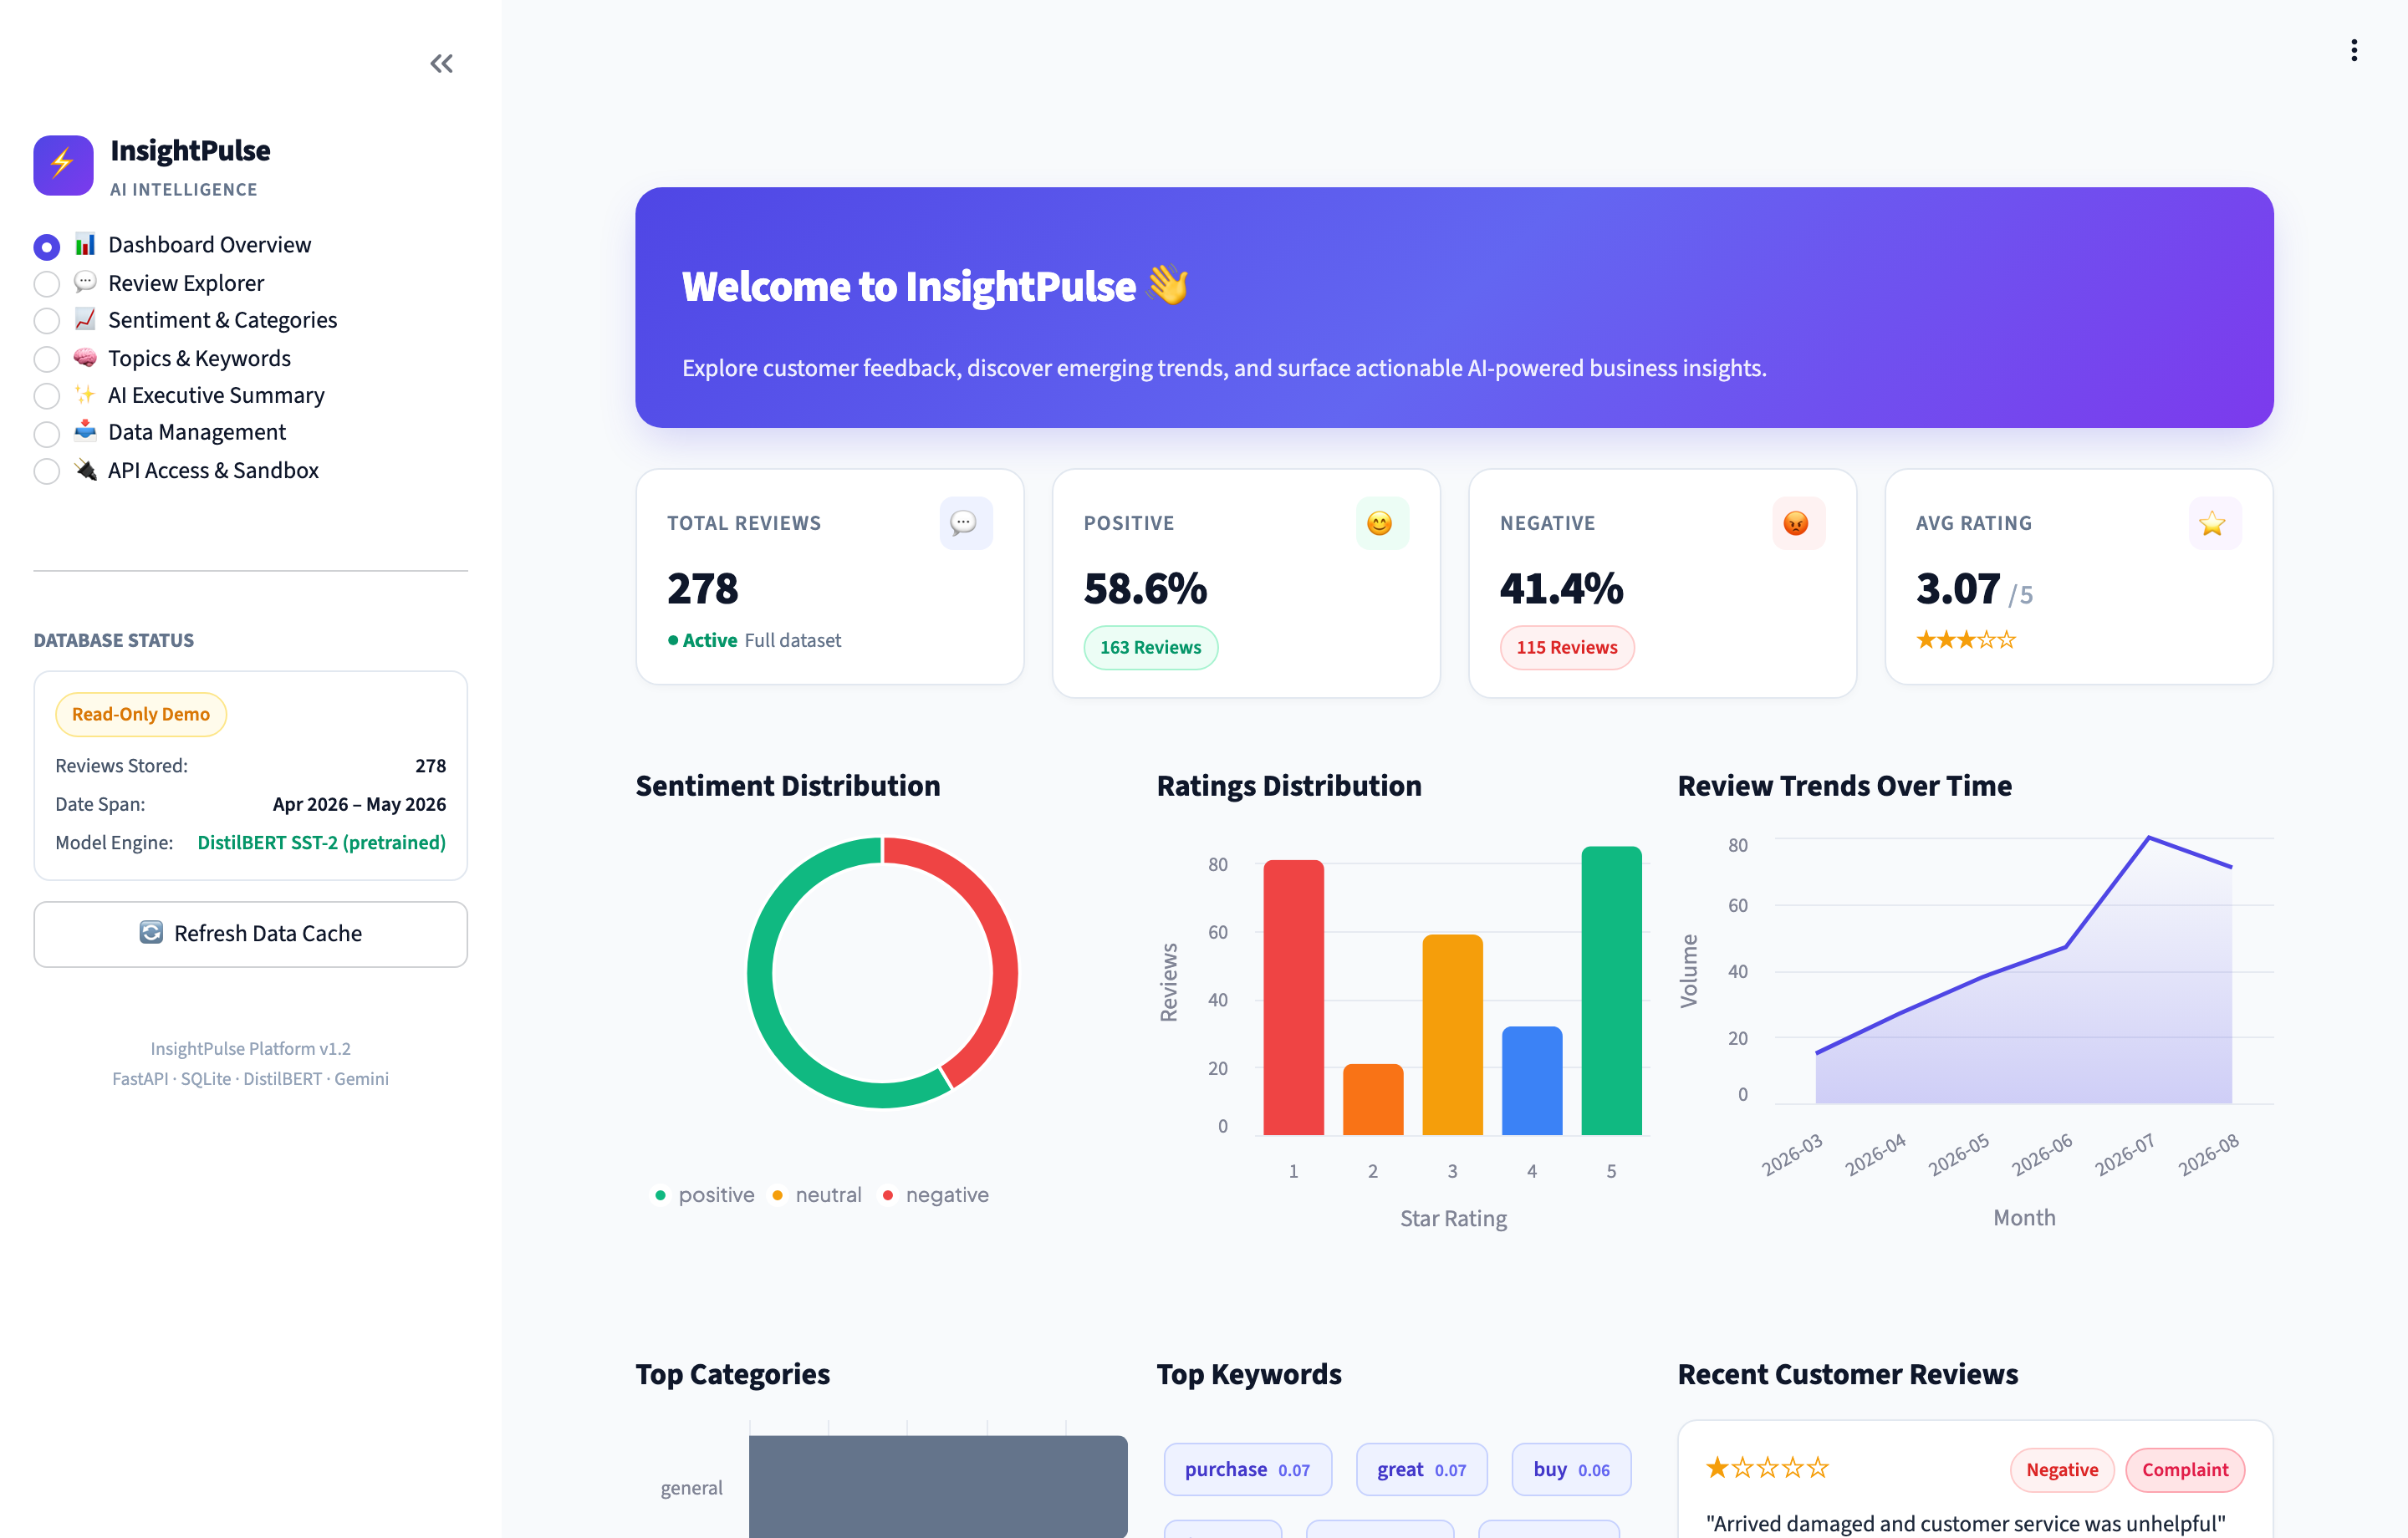 InsightPulse
AI INTELLIGENCE
Dashboard Overview
Review Explorer
Sentiment & Categories
Topics & Keywords
AI Executive Summary
Data Management
API Access & Sandbox
DATABASE STATUS
Read-Only Demo
Reviews Stored: 278
Date Span: Apr 2026 – May 2026
Model Engine: DistilBERT SST-2 (pretrained)
Refresh Data Cache
InsightPulse Platform v1.2
FastAPI · SQLite · DistilBERT · Gemini
Welcome to InsightPulse
Explore customer feedback, discover emerging trends, and surface actionable AI-powered business insights.
TOTAL REVIEWS
278
Active Full dataset
POSITIVE
58.6%
163 Reviews
NEGATIVE
41.4%
115 Reviews
AVG RATING
3.07 / 5
★★★☆☆
Sentiment Distribution
positive neutral negative
Ratings Distribution
Reviews
80
60
40
20
0
1 2 3 4 5
Star Rating
Review Trends Over Time
Volume
80
60
40
20
0
2026-03 2026-04 2026-05 2026-06 2026-07 2026-08
Month
Top Categories
general
Top Keywords
purchase 0.07 great 0.07 buy 0.06
Recent Customer Reviews
★☆☆☆☆ Negative Complaint
"Arrived damaged and customer service was unhelpful"